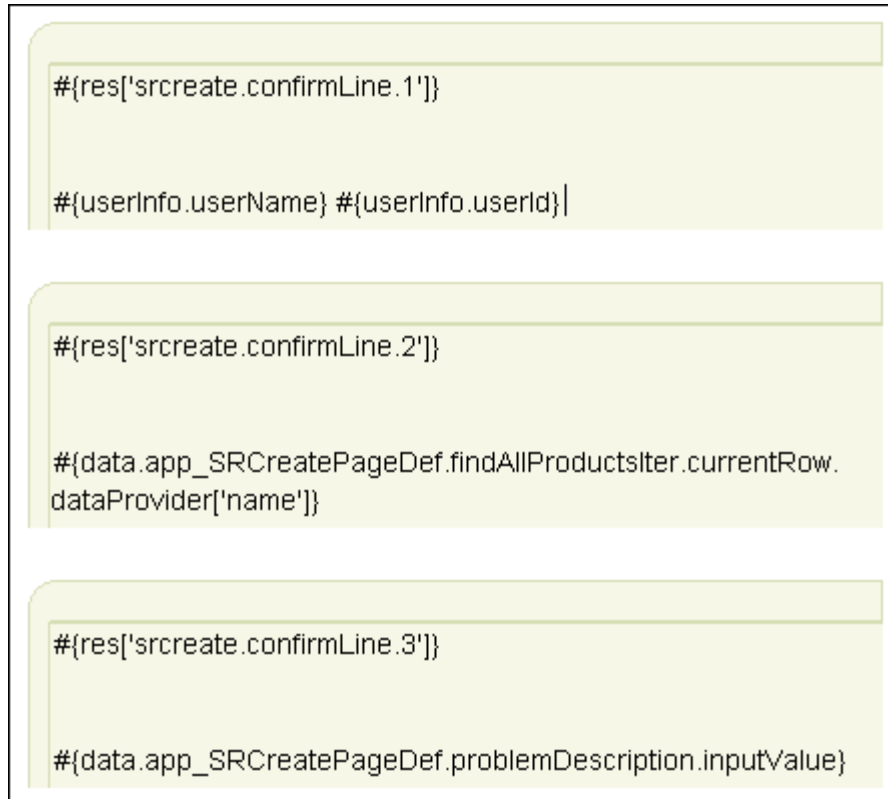 #{res['srcreate.confirmLine.1']}
#{userInfo.userName} #{userInfo.userId}
#{res['srcreate.confirmLine.2']}
#{data.app_SRCreatePageDef.findAllProductsIter.currentRow.
dataProvider['name']}
#{res['srcreate.confirmLine.3']}
#{data.app_SRCreatePageDef.problemDescription.inputValue}